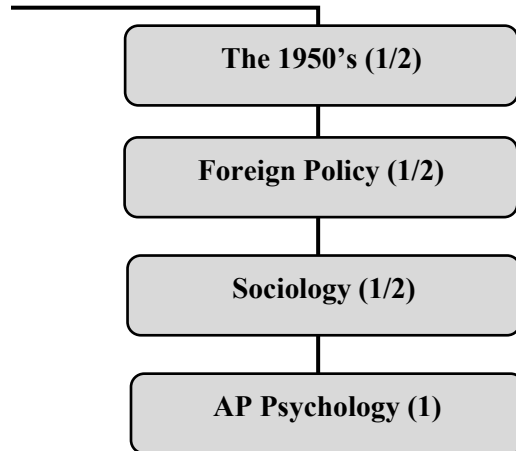 The 1950’s (1/2)
Foreign Policy (1/2)
Sociology (1/2)
AP Psychology (1)